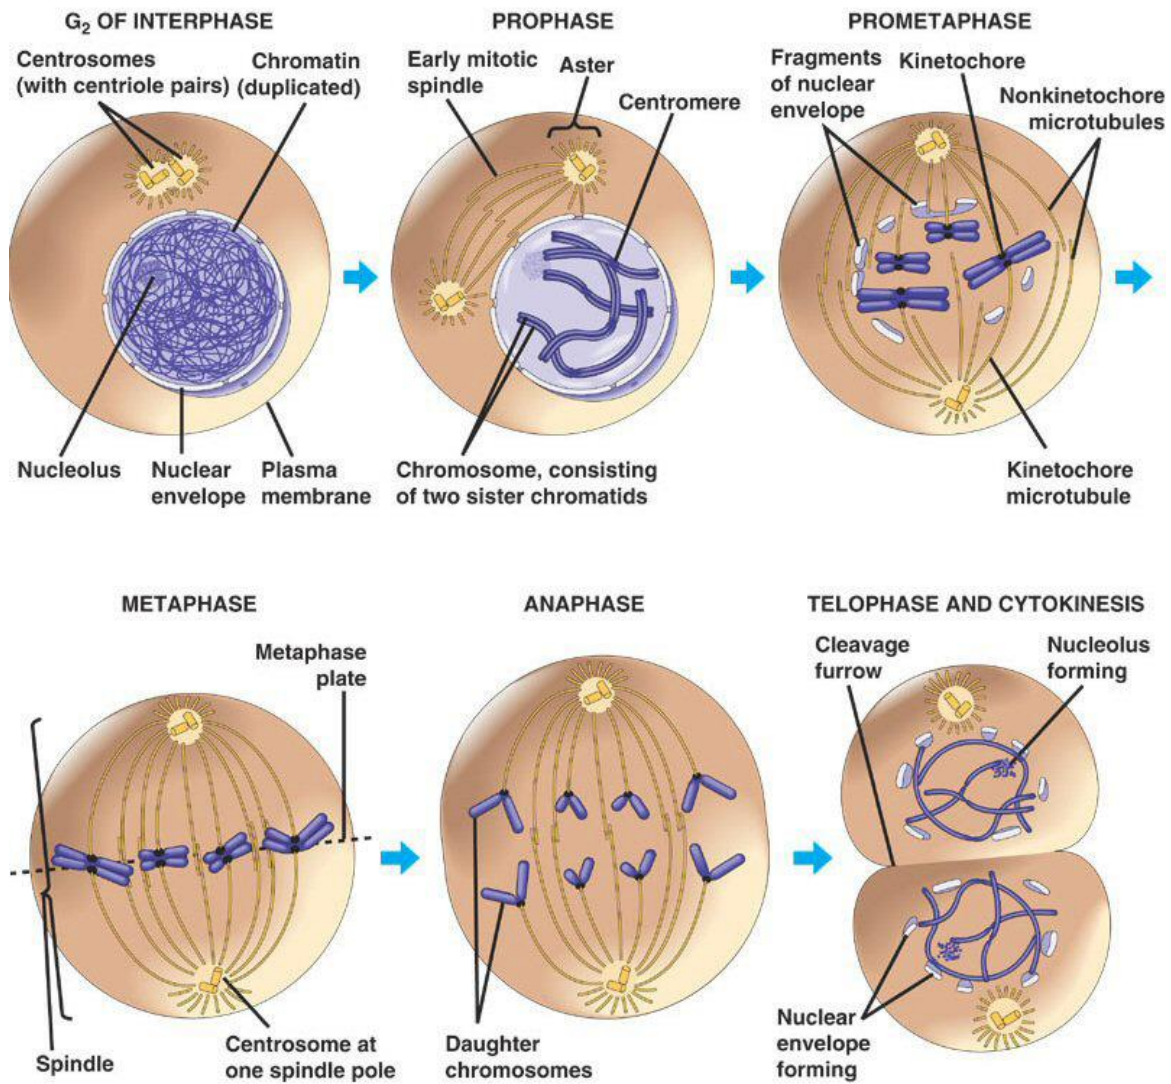 G₂ OF INTERPHASE
Centrosomes
(with centriole pairs)
Chromatin
(duplicated)
Nucleolus
Nuclear
envelope
Plasma
membrane
PROPHASE
Early mitotic
spindle
Aster
Centromere
Chromosome, consisting
of two sister chromatids
PROMETAPHASE
Fragments
of nuclear
envelope
Kinetochore
Nonkinetochore
microtubules
Kinetochore
microtubule
METAPHASE
Metaphase
plate
Spindle
Centrosome at
one spindle pole
ANAPHASE
Daughter
chromosomes
TELOPHASE AND CYTOKINESIS
Cleavage
furrow
Nucleolus
forming
Nuclear
envelope
forming